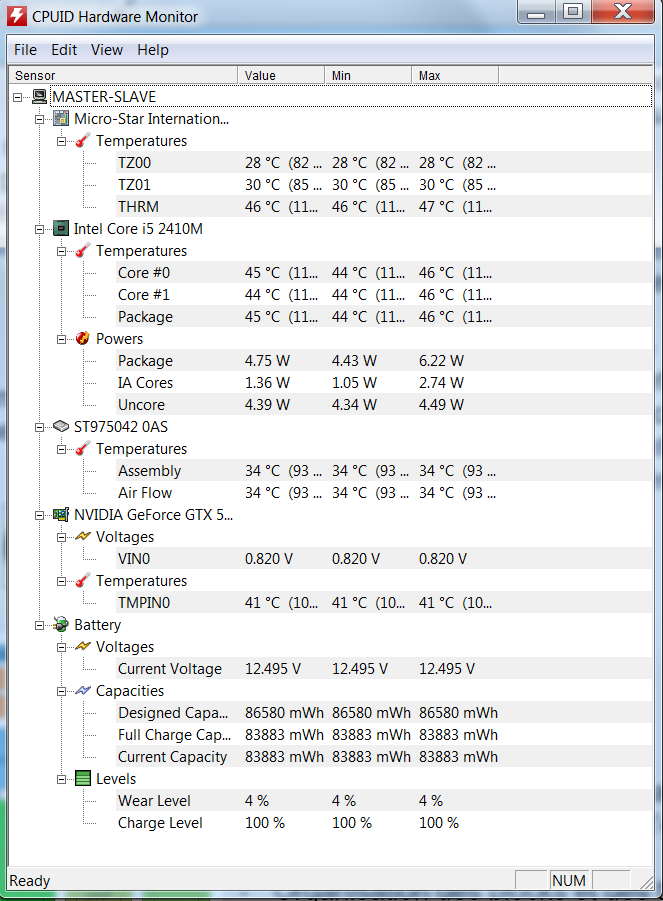 CPUID Hardware Monitor
File Edit View Help
Sensor Value Min Max
MASTER-SLAVE
Micro-Star Internation...
Temperatures
TZ00 28 °C (82 ... 28 °C (82 ... 28 °C (82 ...
TZ01 30 °C (85 ... 30 °C (85 ... 30 °C (85 ...
THRM 46 °C (11... 46 °C (11... 47 °C (11...
Intel Core i5 2410M
Temperatures
Core #0 45 °C (11... 44 °C (11... 46 °C (11...
Core #1 44 °C (11... 44 °C (11... 46 °C (11...
Package 45 °C (11... 44 °C (11... 46 °C (11...
Powers
Package 4.75 W 4.43 W 6.22 W
IA Cores 1.36 W 1.05 W 2.74 W
Uncore 4.39 W 4.34 W 4.49 W
ST975042 0AS
Temperatures
Assembly 34 °C (93 ... 34 °C (93 ... 34 °C (93 ...
Air Flow 34 °C (93 ... 34 °C (93 ... 34 °C (93 ...
NVIDIA GeForce GTX 5...
Voltages
VIN0 0.820 V 0.820 V 0.820 V
Temperatures
TMPIN0 41 °C (10... 41 °C (10... 41 °C (10...
Battery
Voltages
Current Voltage 12.495 V 12.495 V 12.495 V
Capacities
Designed Capa... 86580 mWh 86580 mWh 86580 mWh
Full Charge Cap... 83883 mWh 83883 mWh 83883 mWh
Current Capacity 83883 mWh 83883 mWh 83883 mWh
Levels
Wear Level 4 % 4 % 4 %
Charge Level 100 % 100 % 100 %
Ready NUM